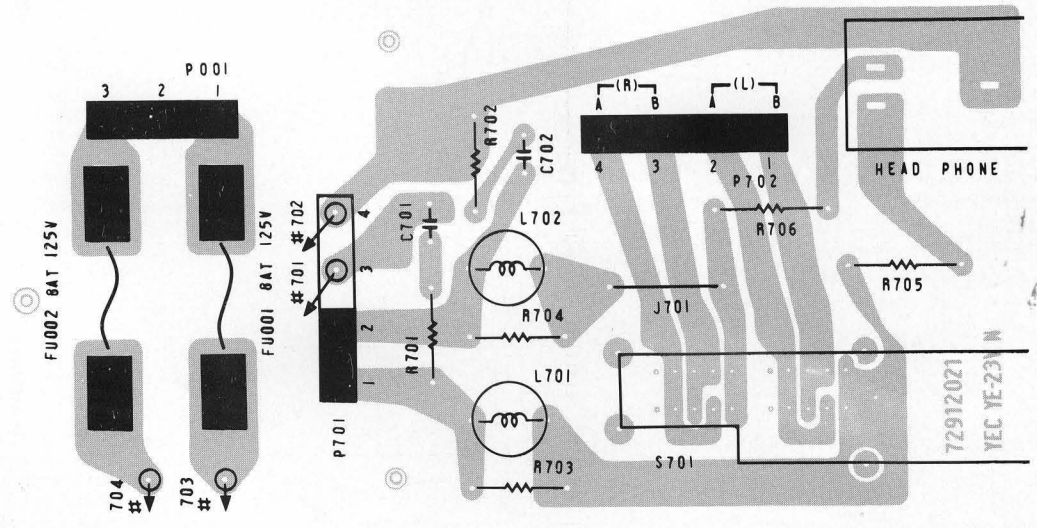 P001
3 2 1
FU002 8AT 125V
FU001 8AT 125V
704
#
703
#
#702
#701
4
3
2
1
P701
C701
R701
R702
C702
L702
R704
L701
R703
(R)
A B
(L)
A B
4 3 2 1
P702
R706
J701
S701
HEAD PHONE
R705
72912021
YEC YE-23V N